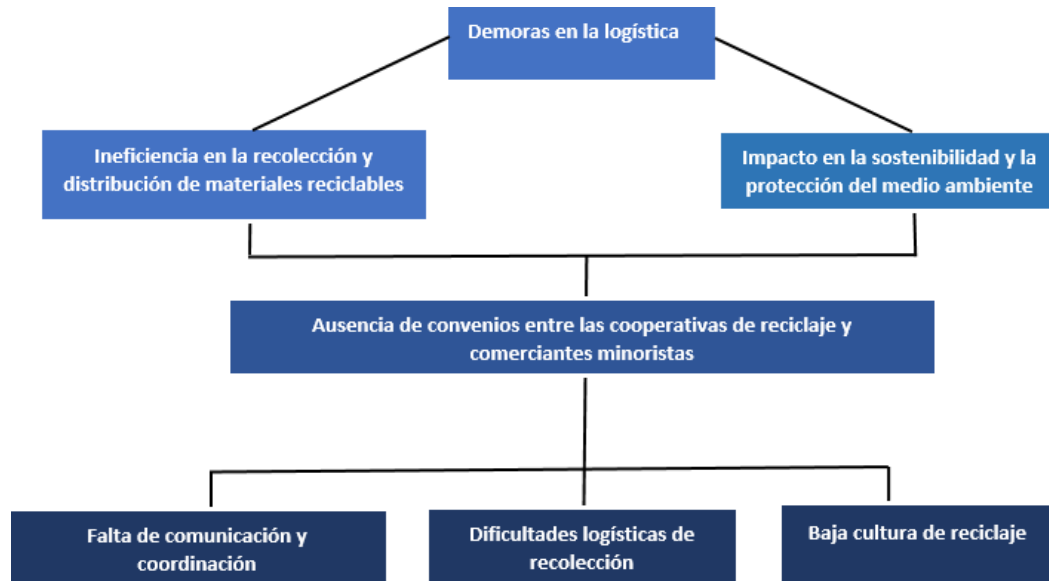 Demoras en la logística
Ineficiencia en la recolección y
distribución de materiales reciclables
Impacto en la sostenibilidad y la
protección del medio ambiente
Ausencia de convenios entre las cooperativas de reciclaje y
comerciantes minoristas
Falta de comunicación y
coordinación
Dificultades logísticas de
recolección
Baja cultura de reciclaje